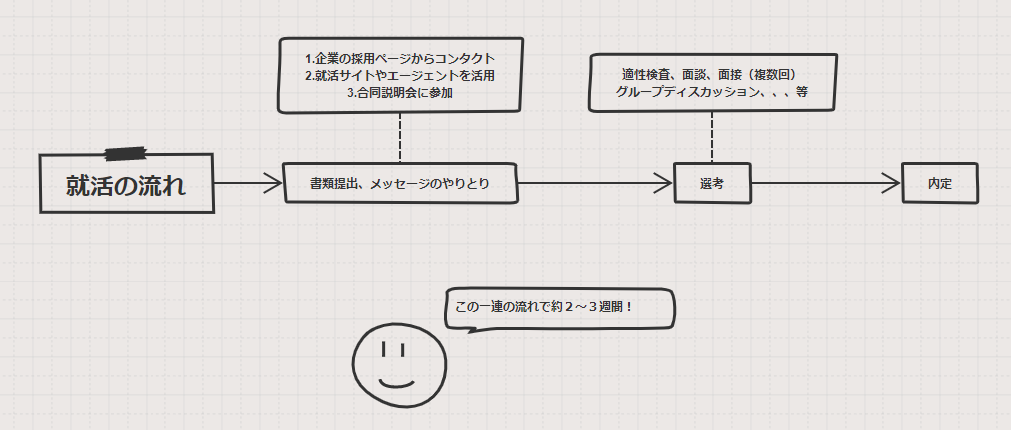 1.企業の採用ページからコンタクト
2.就活サイトやエージェントを活用
3.合同説明会に参加
適性検査、面談、面接（複数回）
グループディスカッション、、、等
就活の流れ
書類提出、メッセージのやりとり
選考
内定
この一連の流れで約２～３週間！